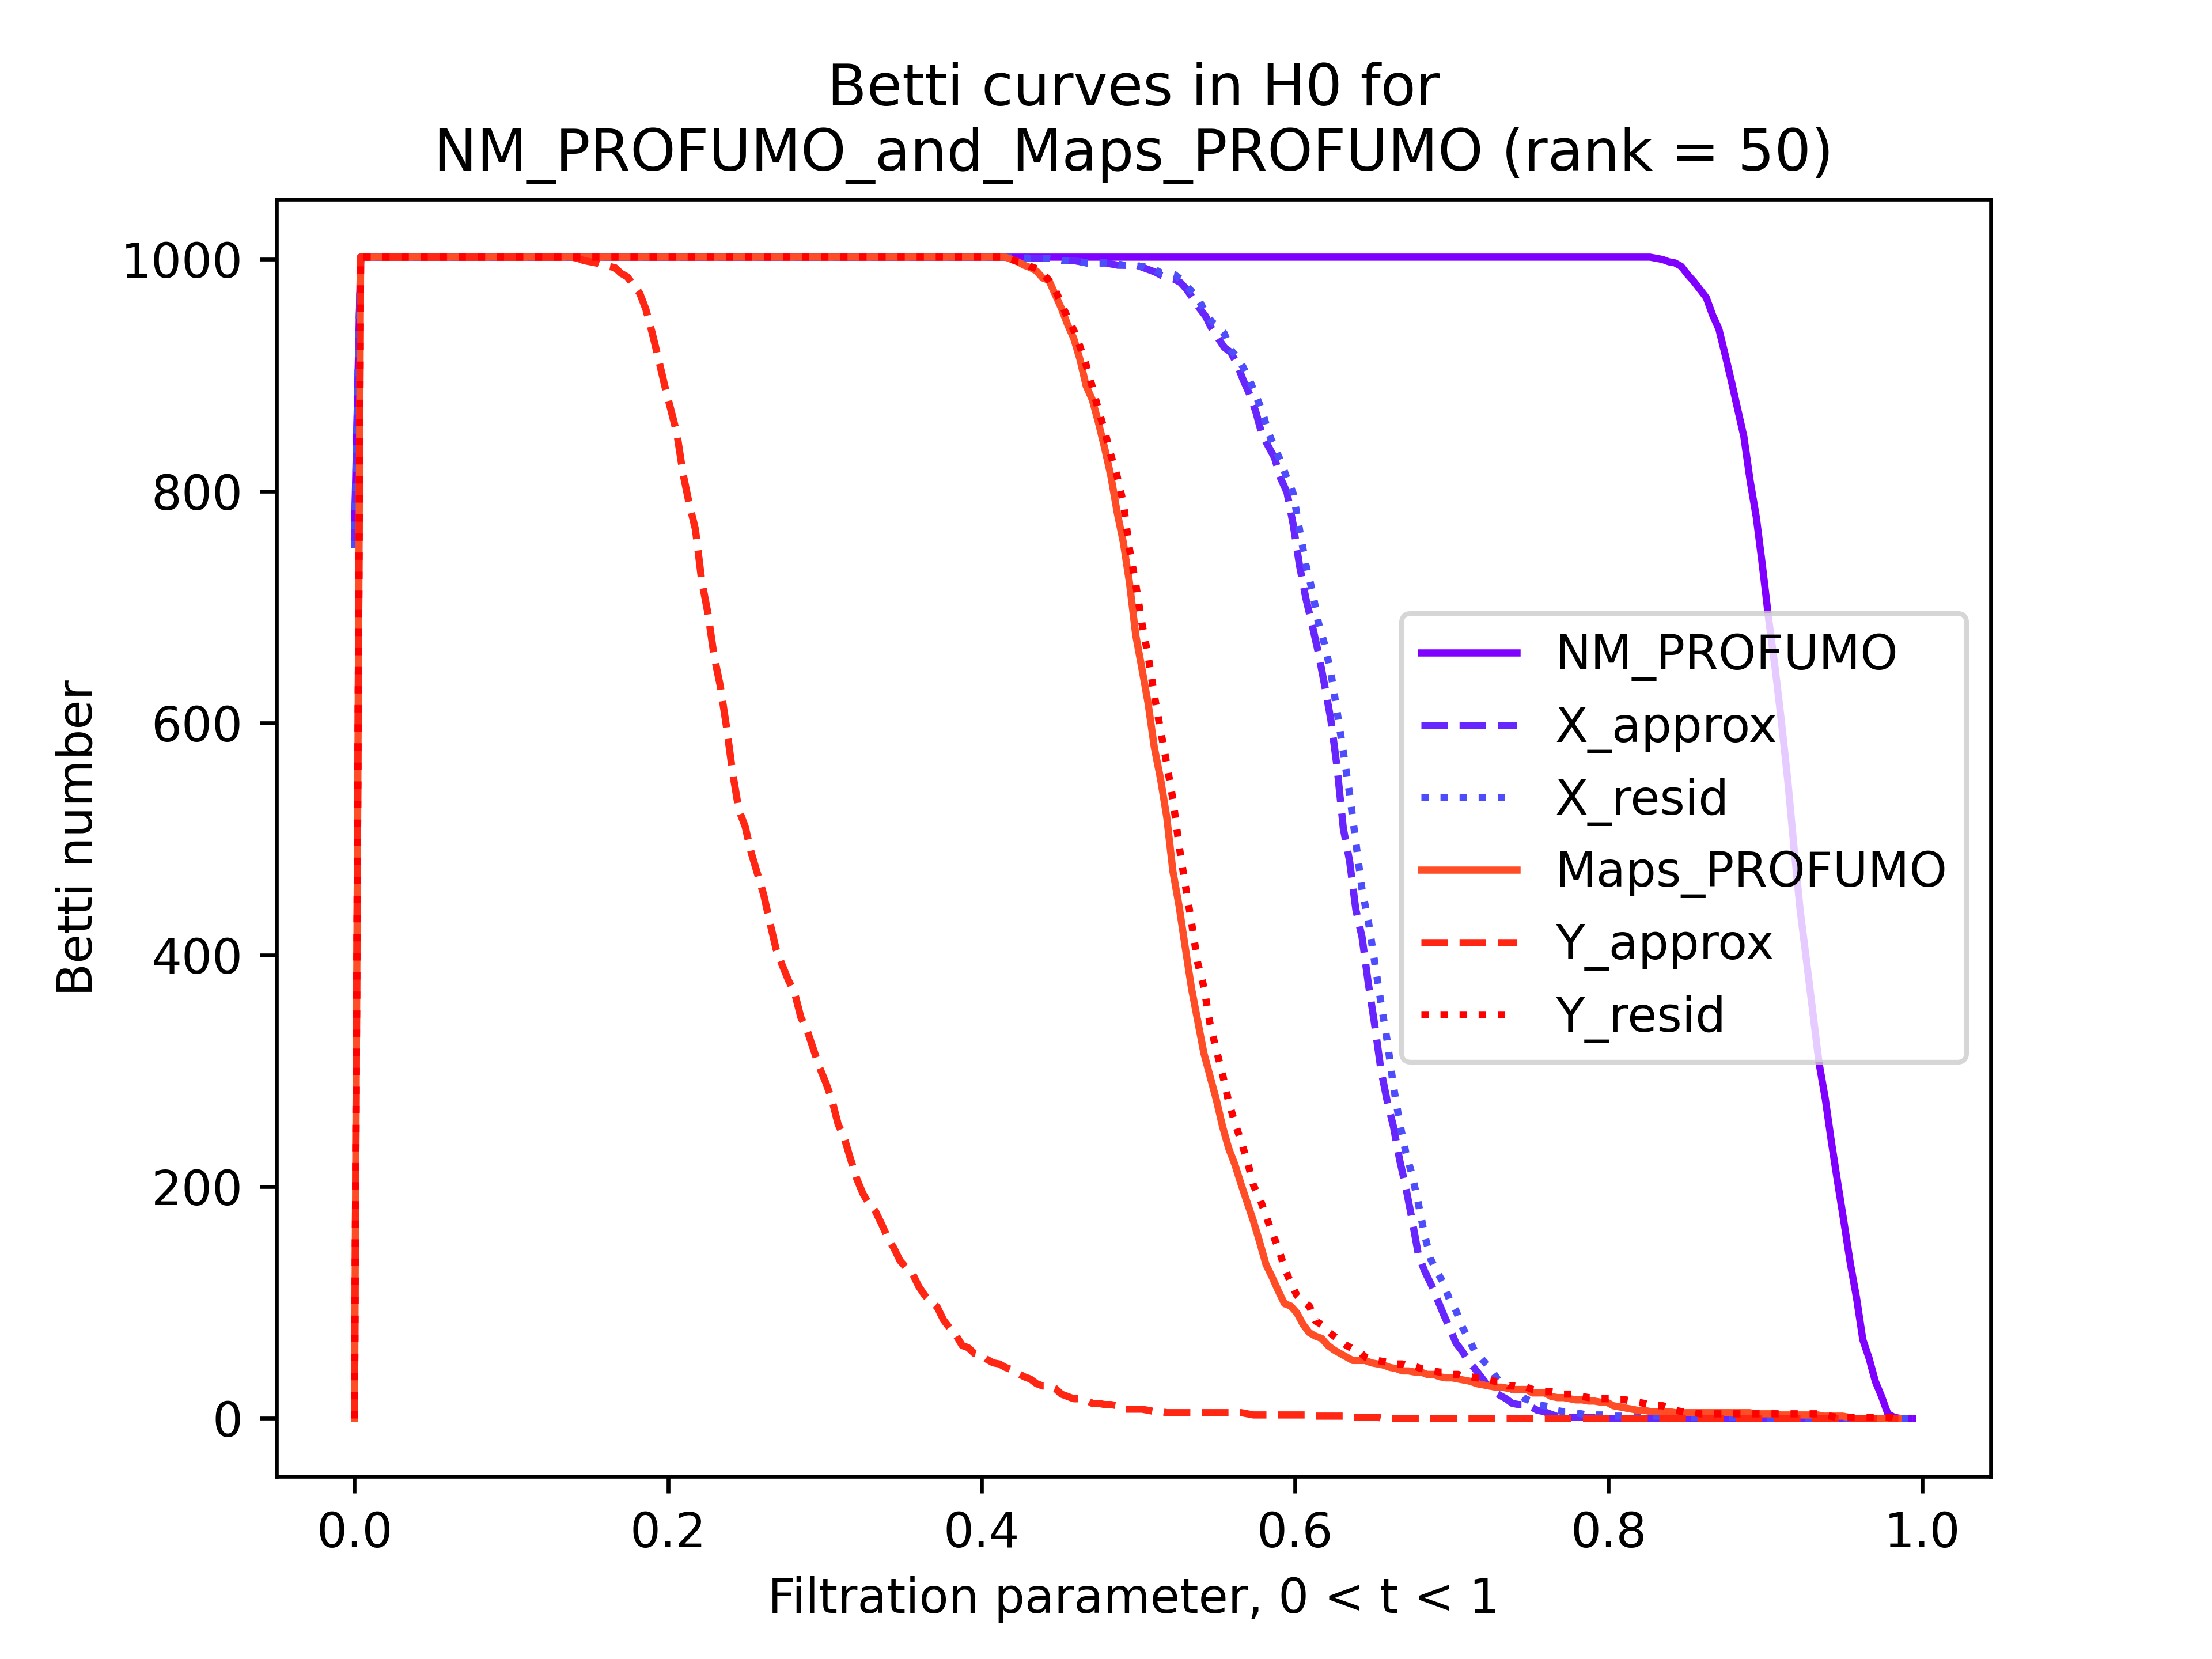 Betti curves in H0 for
NM_PROFUMO_and_Maps_PROFUMO (rank = 50)
Betti number
1000
800
600
400
200
0
NM_PROFUMO
X_approx
X_resid
Maps_PROFUMO
Y_approx
Y_resid
0.0 0.2 0.4 0.6 0.8 1.0
Filtration parameter, 0 < t < 1